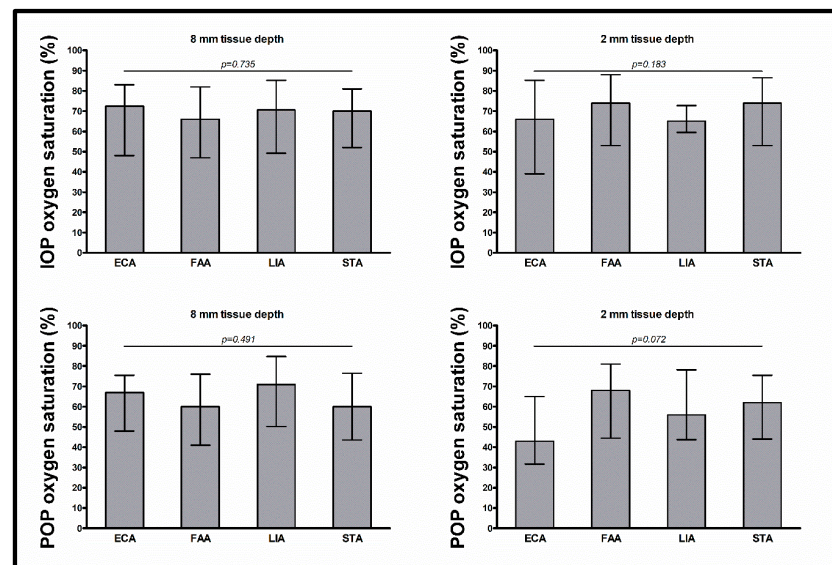 8 mm tissue depth
IOP oxygen saturation (%)
100
90
80
70
60
50
40
30
20
10
0
p=0.735
ECA FAA LIA STA
2 mm tissue depth
IOP oxygen saturation (%)
100
90
80
70
60
50
40
30
20
10
0
p=0.183
ECA FAA LIA STA
8 mm tissue depth
POP oxygen saturation (%)
100
90
80
70
60
50
40
30
20
10
0
p=0.491
ECA FAA LIA STA
2 mm tissue depth
POP oxygen saturation (%)
100
90
80
70
60
50
40
30
20
10
0
p=0.072
ECA FAA LIA STA